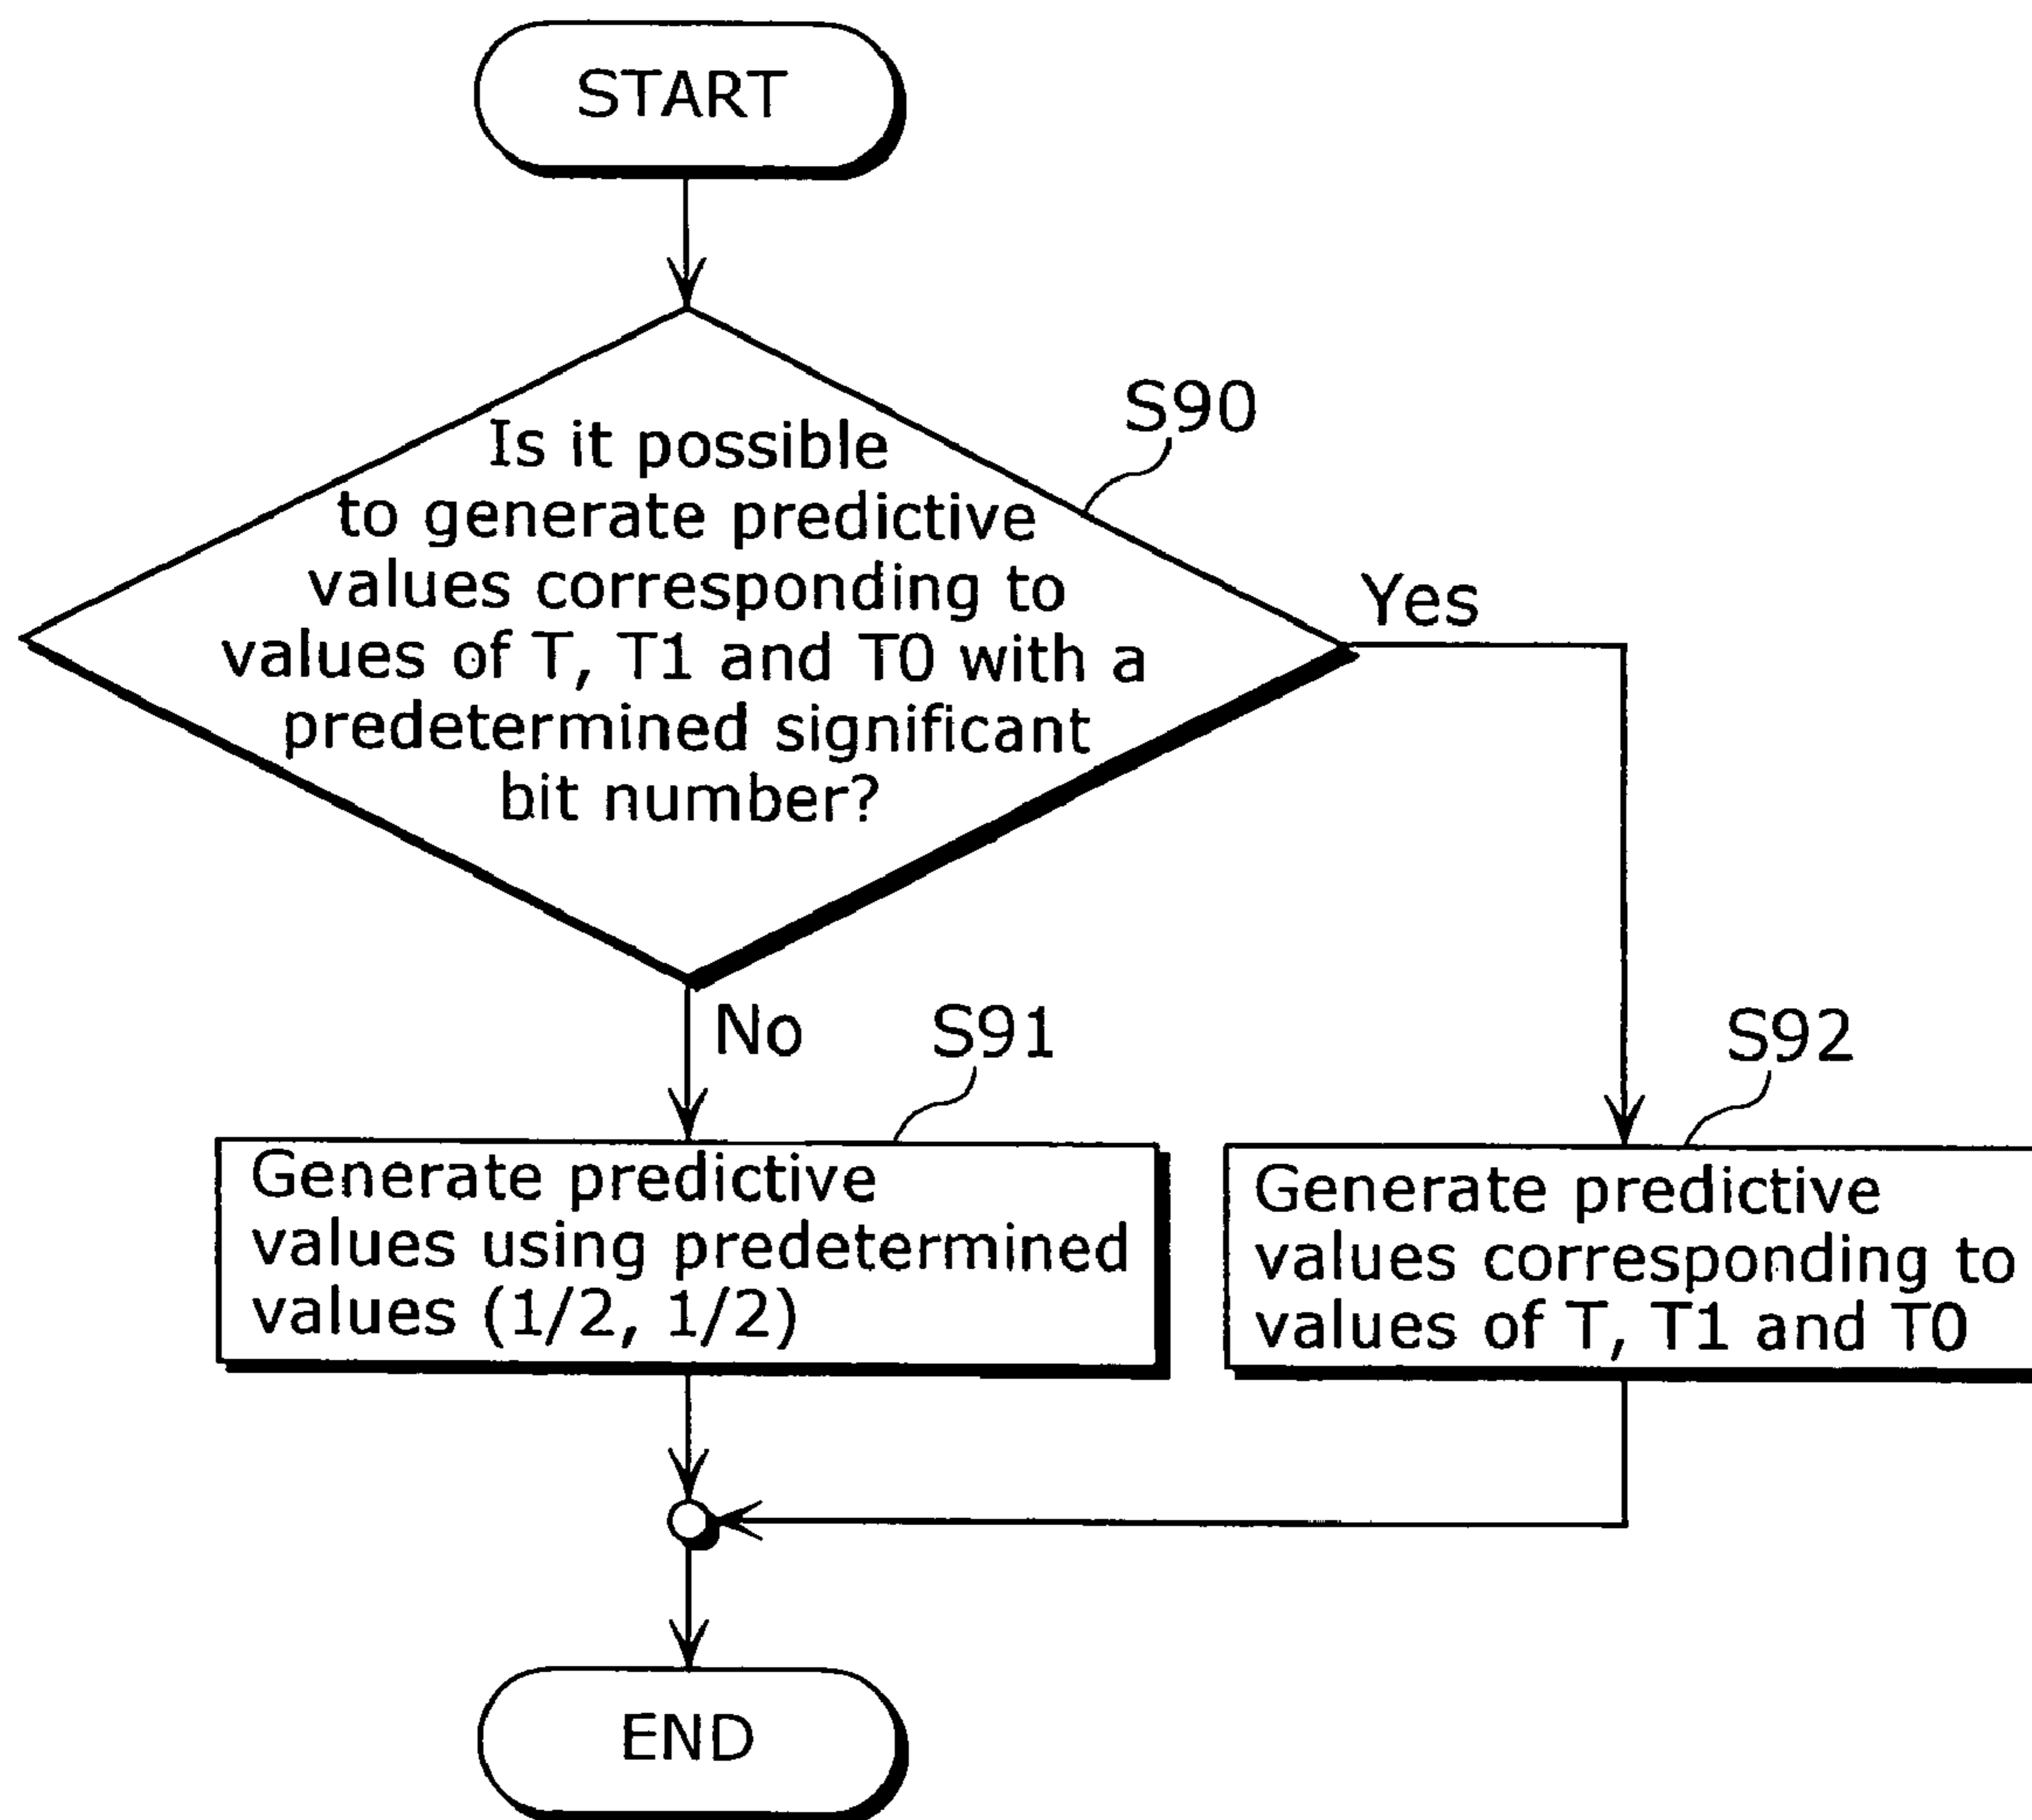 START
S90
Is it possible
to generate predictive
values corresponding to
values of T, T1 and T0 with a
predetermined significant
bit number?
Yes
No
S91
Generate predictive
values using predetermined
values (1/2, 1/2)
S92
Generate predictive
values corresponding to
values of T, T1 and T0
END